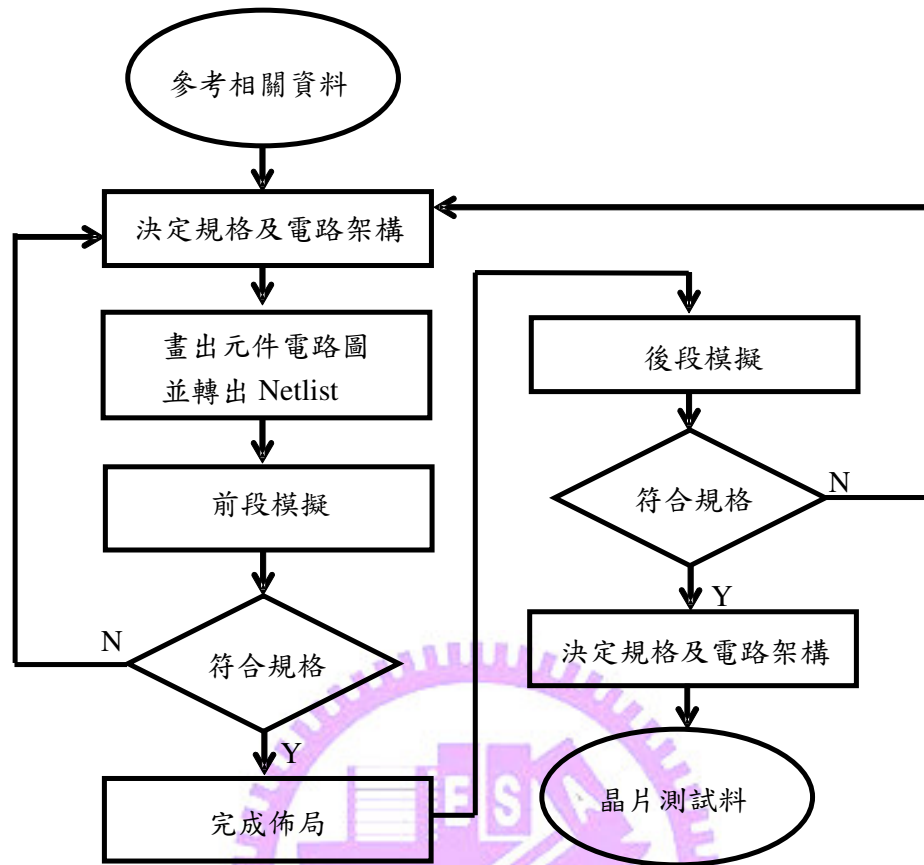 參考相關資料
決定規格及電路架構
畫出元件電路圖
並轉出 Netlist
前段模擬
符合規格
N
Y
完成佈局
後段模擬
符合規格
N
Y
決定規格及電路架構
晶片測試料
ESA